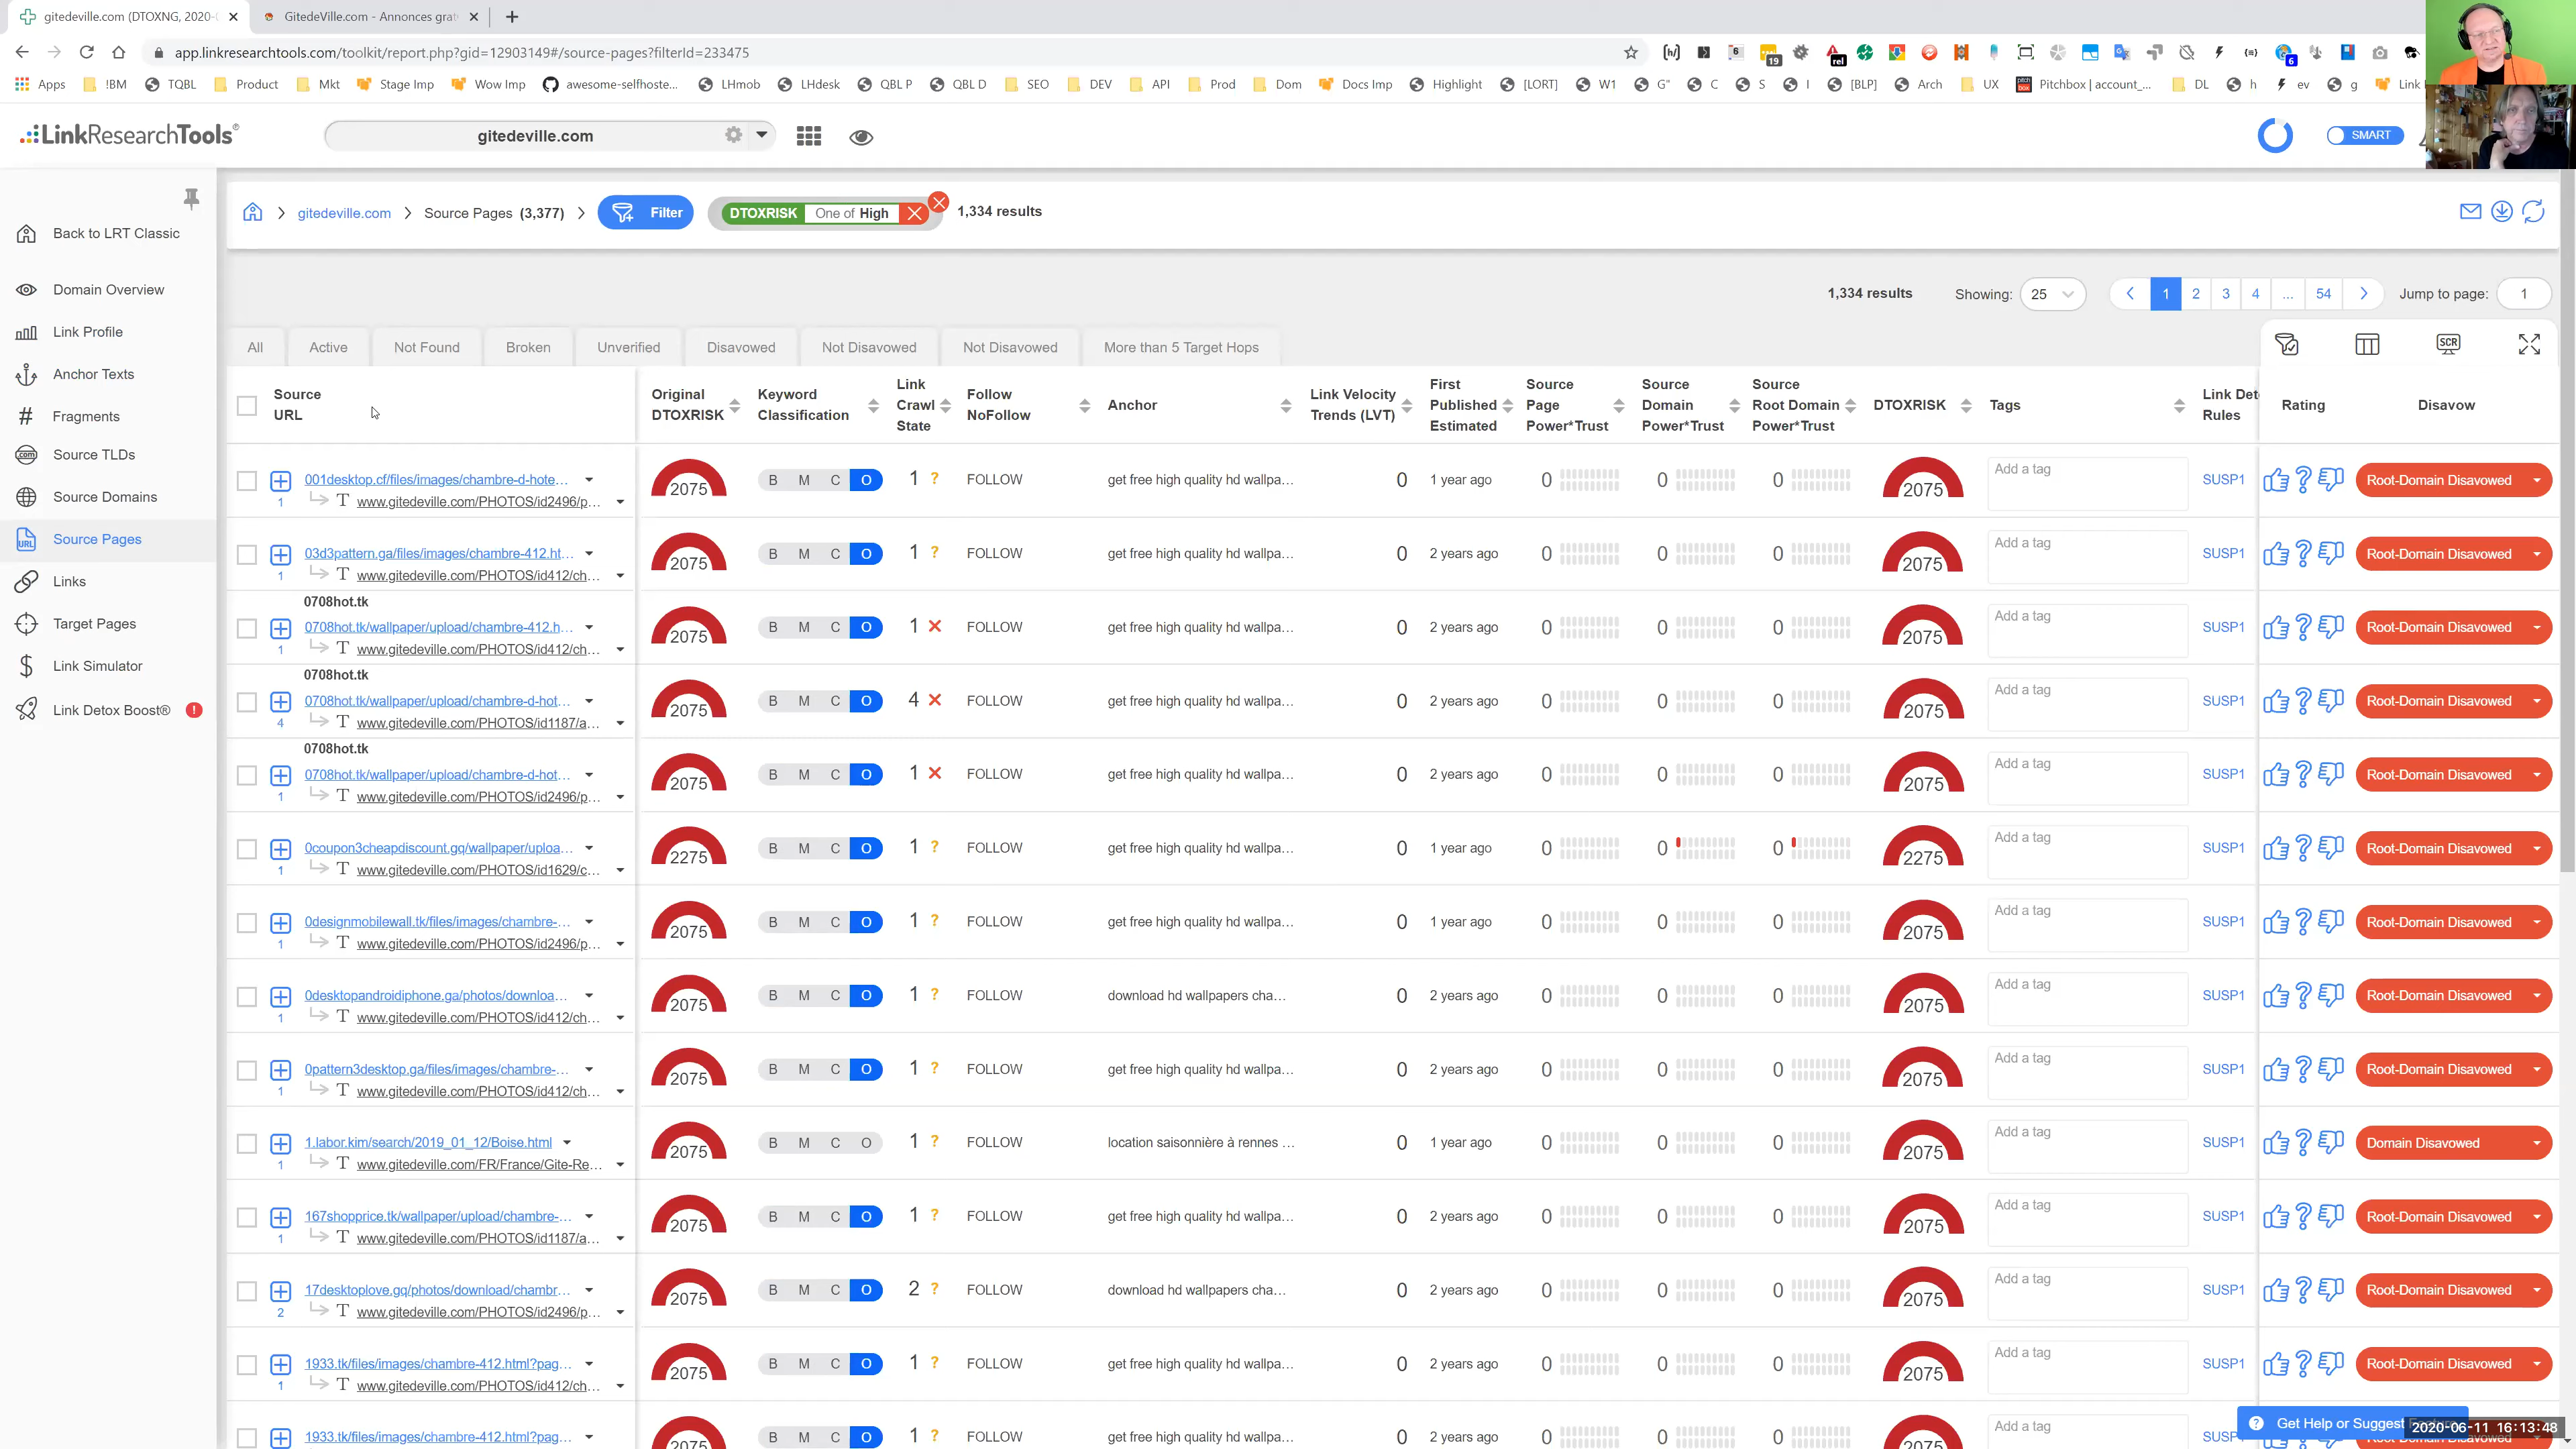 gitedeville.com (DTOXNG, 2020-0
GitedeVille.com - Annonces grat
app.linkresearchtools.com/toolkit/report.php?gid=12903149#/source-pages?filterId=233475
Apps !BM TQBL Product Mkt Stage Imp Wow Imp awesome-selfhoste... LHmob LHdesk QBL P QBL D SEO DEV API Prod Dom Docs Imp Highlight [LORT] W1 G" C S I [BLP] Arch UX Pitchbox | account_... DL h ev g Link
LinkResearchTools®
gitedeville.com
SMART
gitedeville.com Source Pages (3,377) Filter DTOXRISK One of High 1,334 results
Back to LRT Classic
Domain Overview
Link Profile
Anchor Texts
Fragments
Source TLDs
Source Domains
Source Pages
Links
Target Pages
Link Simulator
Link Detox Boost®
1,334 results Showing: 25 1 2 3 4 ... 54 Jump to page: 1
All Active Not Found Broken Unverified Disavowed Not Disavowed Not Disavowed More than 5 Target Hops
Source URL Original DTOXRISK Keyword Classification Link Crawl State Follow NoFollow Anchor Link Velocity Trends (LVT) First Published Estimated Source Page Power*Trust Source Domain Power*Trust Source Root Domain Power*Trust DTOXRISK Tags Link Det Rules Rating Disavow
001desktop.cf/files/images/chambre-d-hote... 2075 B M C O 1 ? FOLLOW get free high quality hd wallpa... 0 1 year ago 0 0 0 2075 Add a tag SUSP1 Root-Domain Disavowed
1 T www.gitedeville.com/PHOTOS/id2496/p...
03d3pattern.ga/files/images/chambre-412.ht... 2075 B M C O 1 ? FOLLOW get free high quality hd wallpa... 0 2 years ago 0 0 0 2075 Add a tag SUSP1 Root-Domain Disavowed
1 T www.gitedeville.com/PHOTOS/id412/ch...
0708hot.tk
0708hot.tk/wallpaper/upload/chambre-412.h... 2075 B M C O 1 FOLLOW get free high quality hd wallpa... 0 2 years ago 0 0 0 2075 Add a tag SUSP1 Root-Domain Disavowed
1 T www.gitedeville.com/PHOTOS/id412/ch...
0708hot.tk
0708hot.tk/wallpaper/upload/chambre-d-hot... 2075 B M C O 4 FOLLOW get free high quality hd wallpa... 0 2 years ago 0 0 0 2075 Add a tag SUSP1 Root-Domain Disavowed
4 T www.gitedeville.com/PHOTOS/id1187/a...
0708hot.tk
0708hot.tk/wallpaper/upload/chambre-d-hot... 2075 B M C O 1 FOLLOW get free high quality hd wallpa... 0 2 years ago 0 0 0 2075 Add a tag SUSP1 Root-Domain Disavowed
1 T www.gitedeville.com/PHOTOS/id2496/p...
0coupon3cheapdiscount.gq/wallpaper/uploa... 2275 B M C O 1 ? FOLLOW get free high quality hd wallpa... 0 1 year ago 0 0 0 2275 Add a tag SUSP1 Root-Domain Disavowed
1 T www.gitedeville.com/PHOTOS/id1629/c...
0designmobilewall.tk/files/images/chambre-... 2075 B M C O 1 ? FOLLOW get free high quality hd wallpa... 0 1 year ago 0 0 0 2075 Add a tag SUSP1 Root-Domain Disavowed
1 T www.gitedeville.com/PHOTOS/id2496/p...
0desktopandroidiphone.ga/photos/downloa... 2075 B M C O 1 ? FOLLOW download hd wallpapers cha... 0 2 years ago 0 0 0 2075 Add a tag SUSP1 Root-Domain Disavowed
1 T www.gitedeville.com/PHOTOS/id412/ch...
0pattern3desktop.ga/files/images/chambre-... 2075 B M C O 1 ? FOLLOW get free high quality hd wallpa... 0 2 years ago 0 0 0 2075 Add a tag SUSP1 Root-Domain Disavowed
1 T www.gitedeville.com/PHOTOS/id412/ch...
1.labor.kim/search/2019_01_12/Boise.html 2075 B M C O 1 ? FOLLOW location saisonnière à rennes ... 0 1 year ago 0 0 0 2075 Add a tag SUSP1 Domain Disavowed
1 T www.gitedeville.com/FR/France/Gite-Re...
167shopprice.tk/wallpaper/upload/chambre-... 2075 B M C O 1 ? FOLLOW get free high quality hd wallpa... 0 2 years ago 0 0 0 2075 Add a tag SUSP1 Root-Domain Disavowed
1 T www.gitedeville.com/PHOTOS/id1187/a...
17desktoplove.gq/photos/download/chambr... 2075 B M C O 2 ? FOLLOW download hd wallpapers cha... 0 2 years ago 0 0 0 2075 Add a tag SUSP1 Root-Domain Disavowed
2 T www.gitedeville.com/PHOTOS/id2496/p...
1933.tk/files/images/chambre-412.html?pag... 2075 B M C O 1 ? FOLLOW get free high quality hd wallpa... 0 2 years ago 0 0 0 2075 Add a tag SUSP1 Root-Domain Disavowed
1 T www.gitedeville.com/PHOTOS/id412/ch...
1933.tk/files/images/chambre-412.html?pag... 2075 B M C O 1 ? FOLLOW get free high quality hd wallpa... 0 2 years ago 0 0 0 2075 Add a tag SUSP1
Get Help or Suggest
2020-06-11 16:13:48